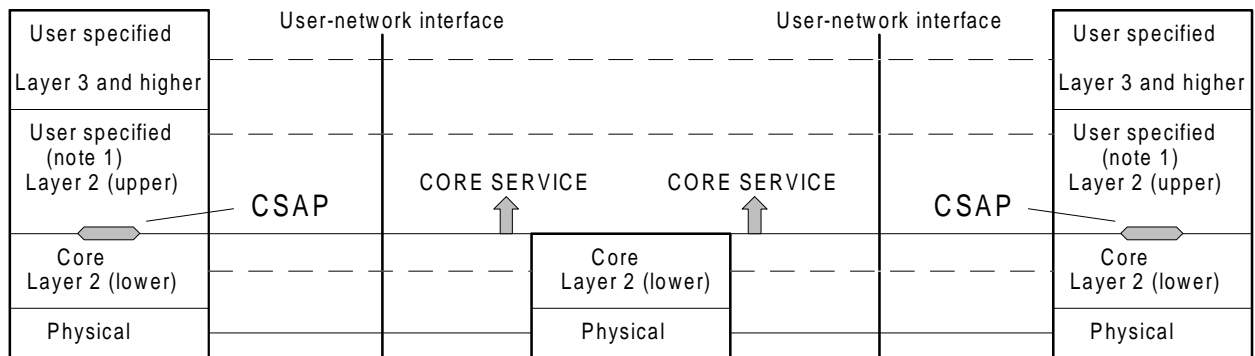 User specified
Layer 3 and higher
User specified
(note 1)
Layer 2 (upper)
CSAP
Core
Layer 2 (lower)
Physical
User-network interface
CORE SERVICE
Core
Layer 2 (lower)
Physical
CORE SERVICE
User-network interface
CSAP
User specified
Layer 3 and higher
User specified
(note 1)
Layer 2 (upper)
Core
Layer 2 (lower)
Physical